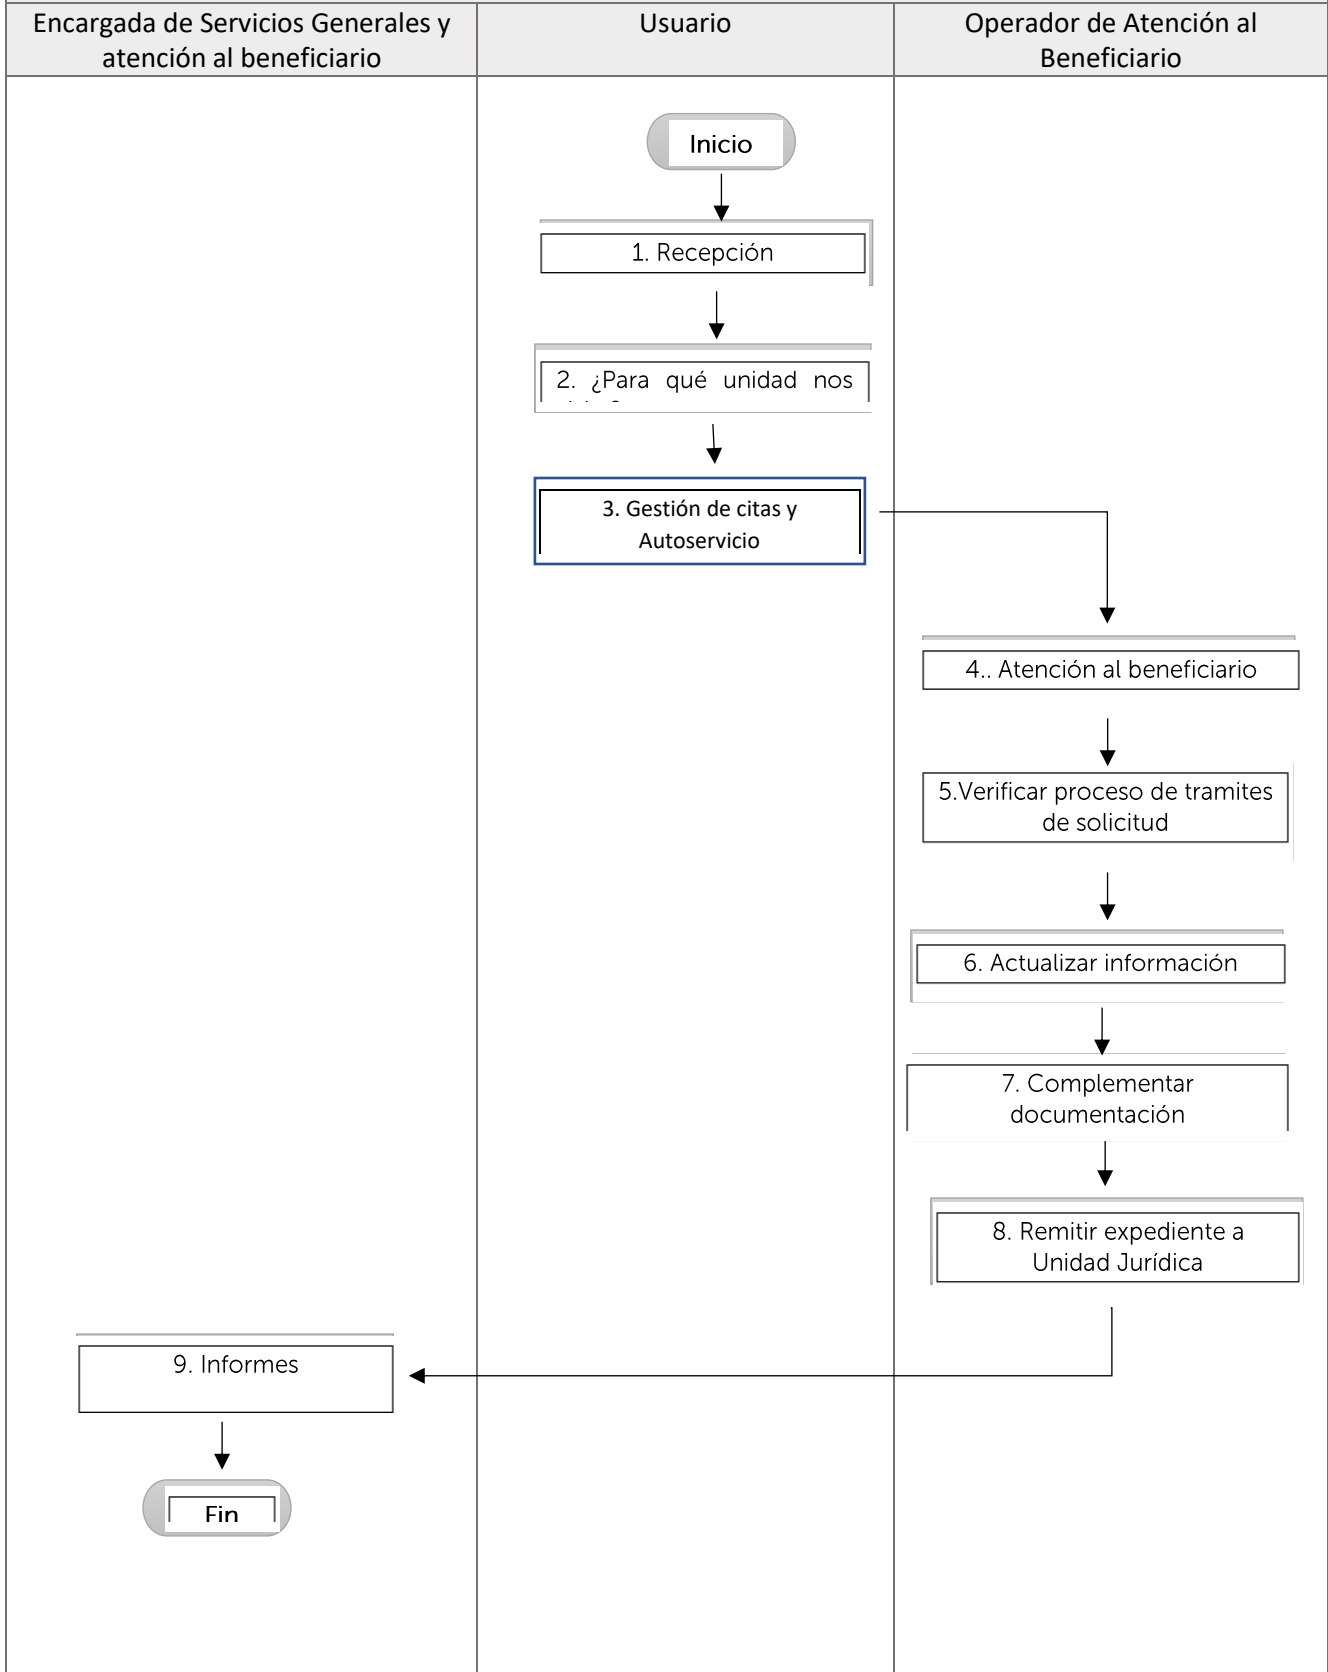 Encargada de Servicios Generales y
atención al beneficiario
Usuario
Operador de Atención al
Beneficiario
Inicio
1. Recepción
2. ¿Para qué unidad nos
3. Gestión de citas y
Autoservicio
4.. Atención al beneficiario
5.Verificar proceso de tramites
de solicitud
6. Actualizar información
7. Complementar
documentación
8. Remitir expediente a
Unidad Jurídica
9. Informes
Fin